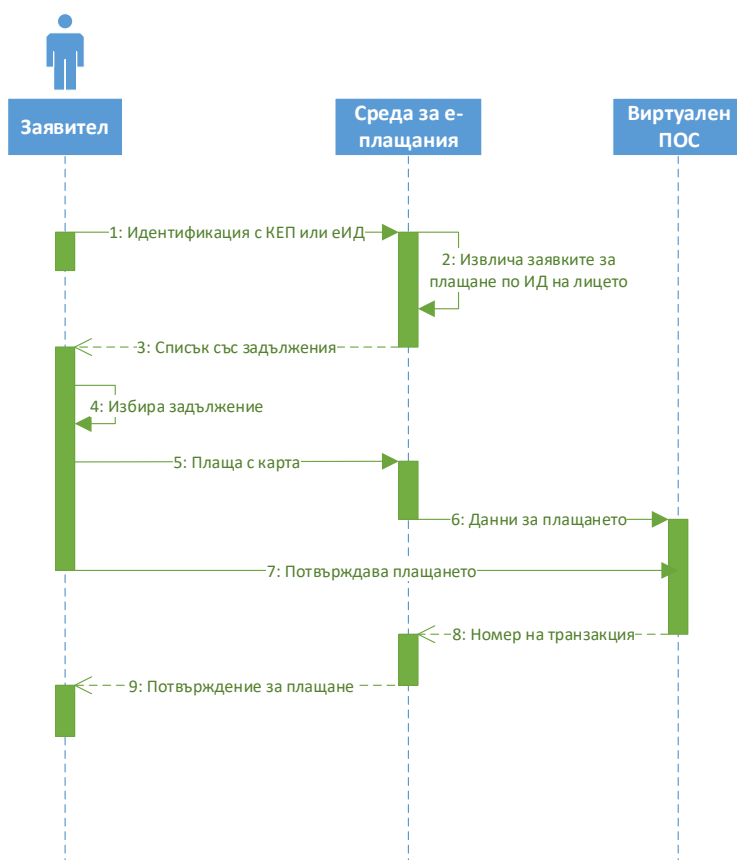 Заявител
Среда за е-
плащания
Виртуален
ПОС
1: Идентификация с КЕП или еИД
2: Извлича заявките за
плащане по ИД на лицето
3: Списък със задължения
4: Избира задължение
5: Плаща с карта
6: Данни за плащането
7: Потвърждава плащането
8: Номер на транзакция
9: Потвърждение за плащане